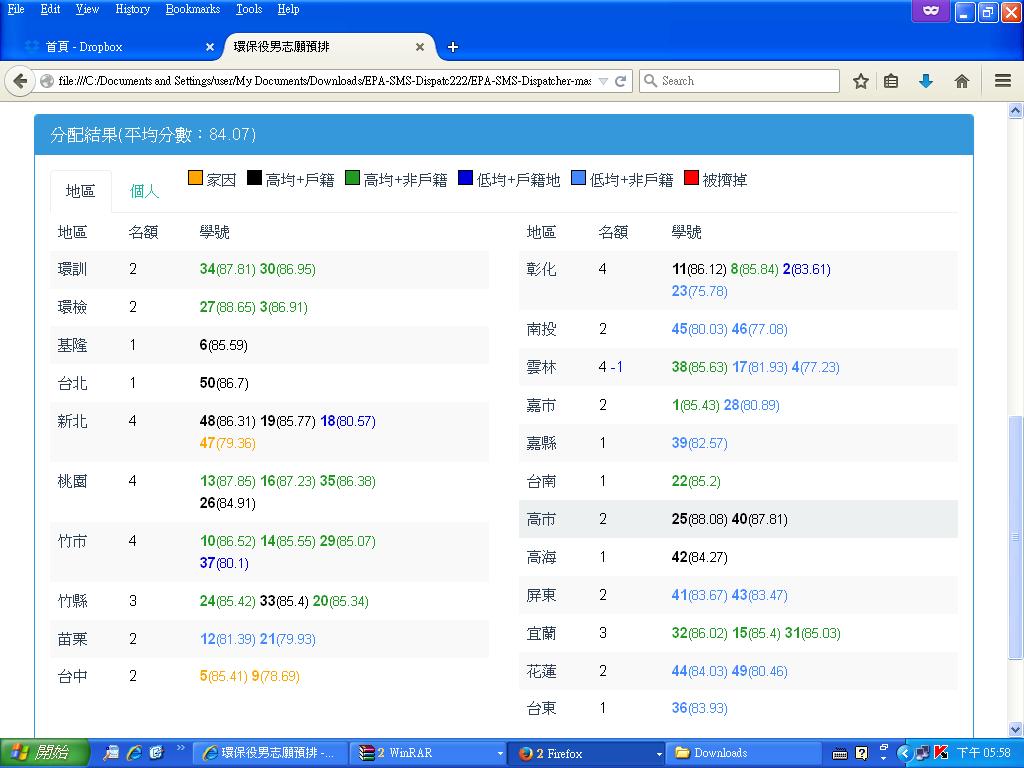 File Edit View History Bookmarks Tools Help
首頁 - Dropbox
環保役男志願預排
file:///C:/Documents and Settings/user/My Documents/Downloads/EPA-SMS-Dispatc222/EPA-SMS-Dispatcher-mas
Search
分配結果(平均分數：84.07)
地區 個人 家因 高均+戶籍 高均+非戶籍 低均+戶籍地 低均+非戶籍 被擠掉
地區 名額 學號
環訓 2 34(87.81) 30(86.95)
環檢 2 27(88.65) 3(86.91)
基隆 1 6(85.59)
台北 1 50(86.7)
新北 4 48(86.31) 19(85.77) 18(80.57)
47(79.36)
桃園 4 13(87.85) 16(87.23) 35(86.38)
26(84.91)
竹市 4 10(86.52) 14(85.55) 29(85.07)
37(80.1)
竹縣 3 24(85.42) 33(85.4) 20(85.34)
苗栗 2 12(81.39) 21(79.93)
台中 2 5(85.41) 9(78.69)
地區 名額 學號
彰化 4 11(86.12) 8(85.84) 2(83.61)
23(75.78)
南投 2 45(80.03) 46(77.08)
雲林 4 -1 38(85.63) 17(81.93) 4(77.23)
嘉市 2 1(85.43) 28(80.89)
嘉縣 1 39(82.57)
台南 1 22(85.2)
高市 2 25(88.08) 40(87.81)
高海 1 42(84.27)
屏東 2 41(83.67) 43(83.47)
宜蘭 3 32(86.02) 15(85.4) 31(85.03)
花蓮 2 44(84.03) 49(80.46)
台東 1 36(83.93)
開始 環保役男志願預排 -... 2 WinRAR 2 Firefox Downloads 下午 05:58